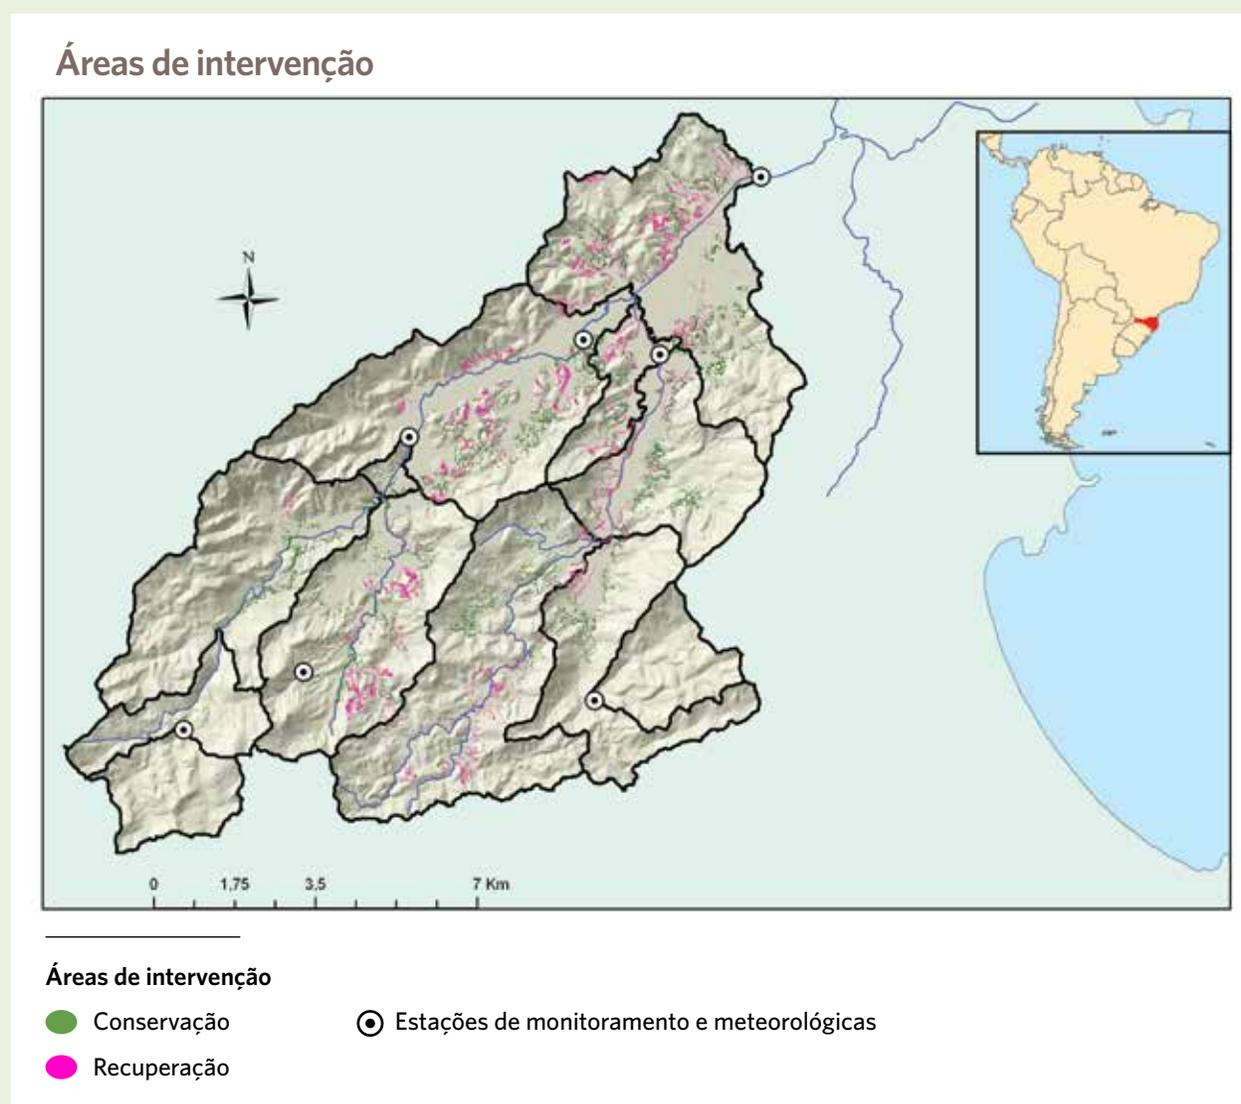 Áreas de intervenção
N
0 1,75 3,5 7 Km
Áreas de intervenção
Conservação
Estações de monitoramento e meteorológicas
Recuperação